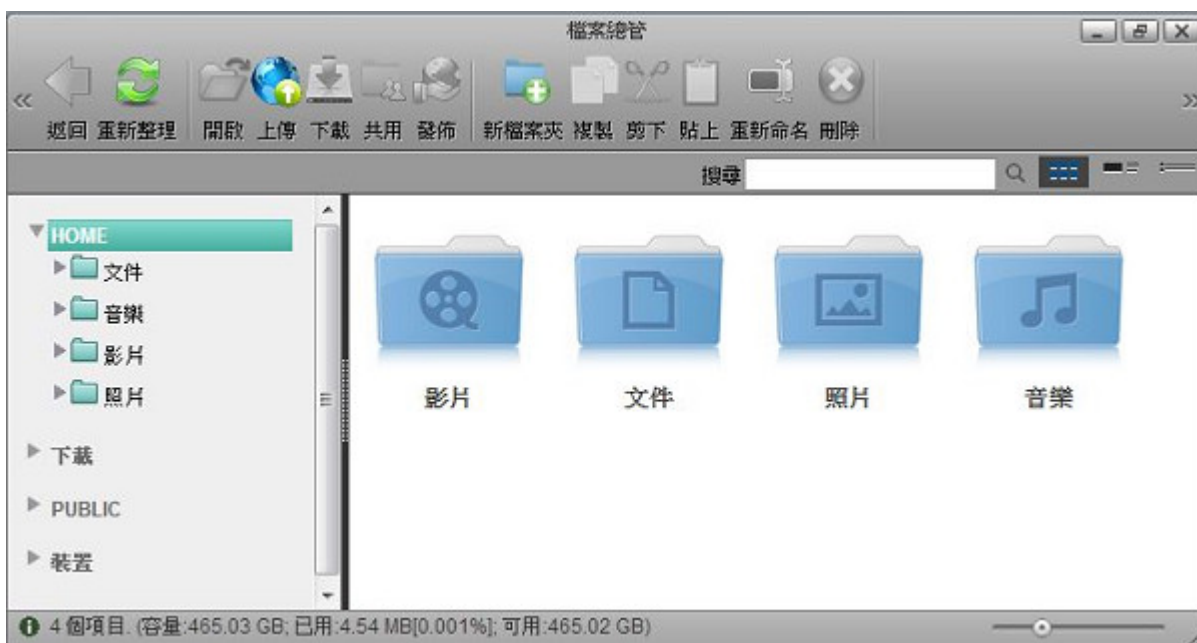 檔案總管
返回 重新整理 開啟 上傳 下載 共用 發佈 新檔案夾 複製 剪下 貼上 重新命名 刪除
搜尋
HOME
文件
音樂
影片
照片
下載
PUBLIC
裝置
影片 文件 照片 音樂
4 個項目. (容量:465.03 GB; 已用:4.54 MB[0.001%]; 可用:465.02 GB)